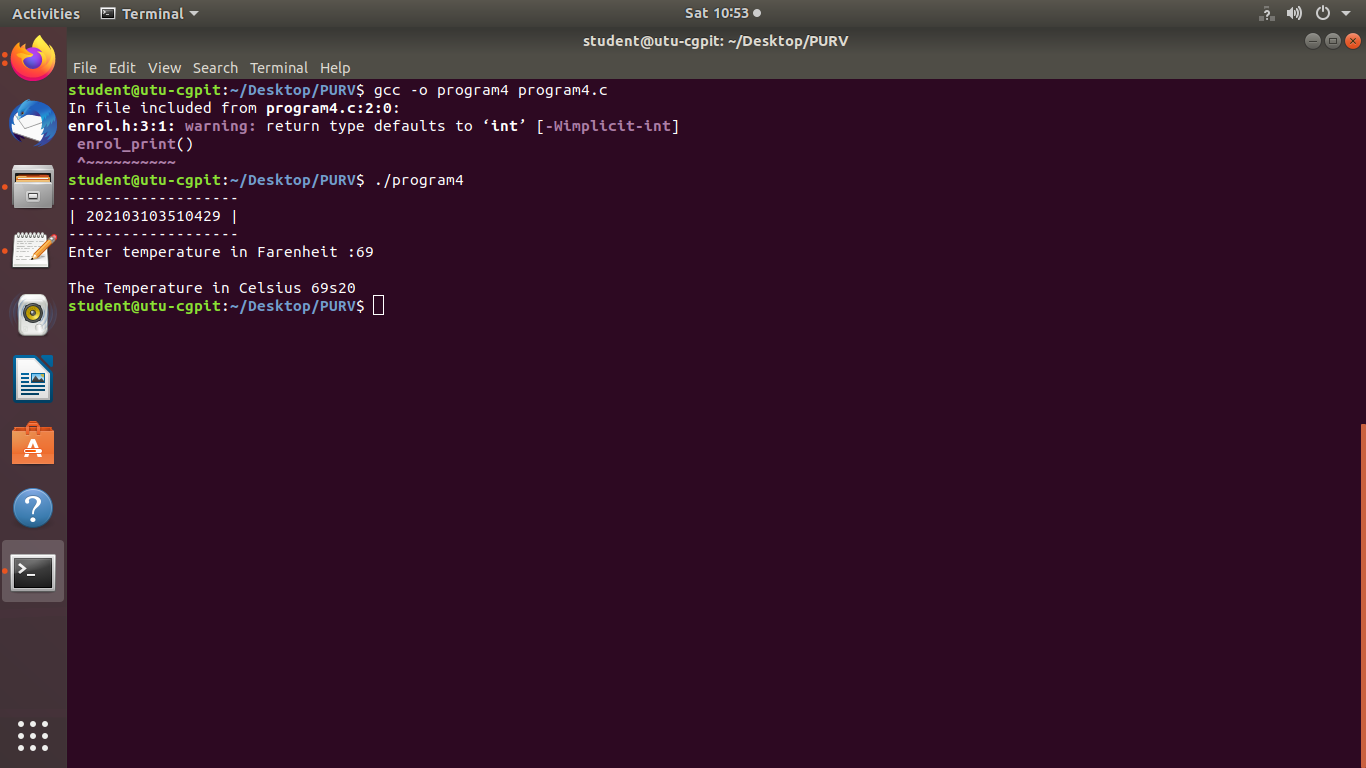 Activities Terminal Sat 10:53
student@utu-cgpit: ~/Desktop/PURV
File Edit View Search Terminal Help
student@utu-cgpit:~/Desktop/PURV$ gcc -o program4 program4.c
In file included from program4.c:2:0:
enrol.h:3:1: warning: return type defaults to ‘int’ [-Wimplicit-int]
 enrol_print()
 ^~~~~~~~~~~
student@utu-cgpit:~/Desktop/PURV$ ./program4
-------------------
| 202103103510429 |
-------------------
Enter temperature in Farenheit :69
The Temperature in Celsius 69s20
student@utu-cgpit:~/Desktop/PURV$